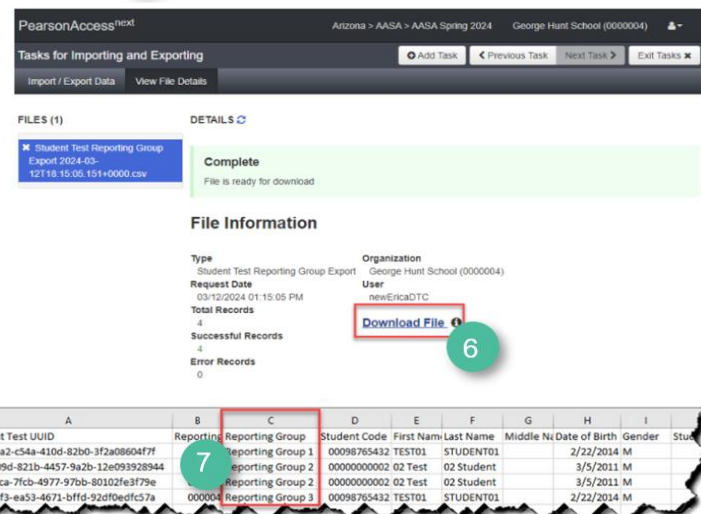 PearsonAccessnext Arizona > AASA > AASA Spring 2024 George Hunt School (0000004)
Tasks for Importing and Exporting Add Task Previous Task Next Task Exit Tasks
Import / Export Data View File Details
FILES (1) DETAILS
Student Test Reporting Group
Export 2024-03-
12T18:15:05.151+0000.csv
Complete
File is ready for download
File Information
Type Organization
Student Test Reporting Group Export George Hunt School (0000004)
Request Date User
03/12/2024 01:15:05 PM newEricaDTC
Total Records
4
Download File
6
Successful Records
4
Error Records
0
A B C D E F G H I
t Test UUID Reporting Reporting Group Student Code First Nam Last Name Middle Na Date of Birth Gender Stud
a2-c54a-410d-82b0-3f2a08604f7f Reporting Group 1 00098765432 TEST01 STUDENT01 2/22/2014 M
9d-821b-4457-9a2b-12e093928944 Reporting Group 2 00000000002 02 Test 02 Student 3/5/2011 M
7
ca-7fcb-4977-97bb-80102fe3f79e Reporting Group 2 00000000002 02 Test 02 Student 3/5/2011 M
f3-ea53-4671-bffd-92df0edfc57a 000004 Reporting Group 3 00098765432 TEST01 STUDENT01 2/22/2014 M